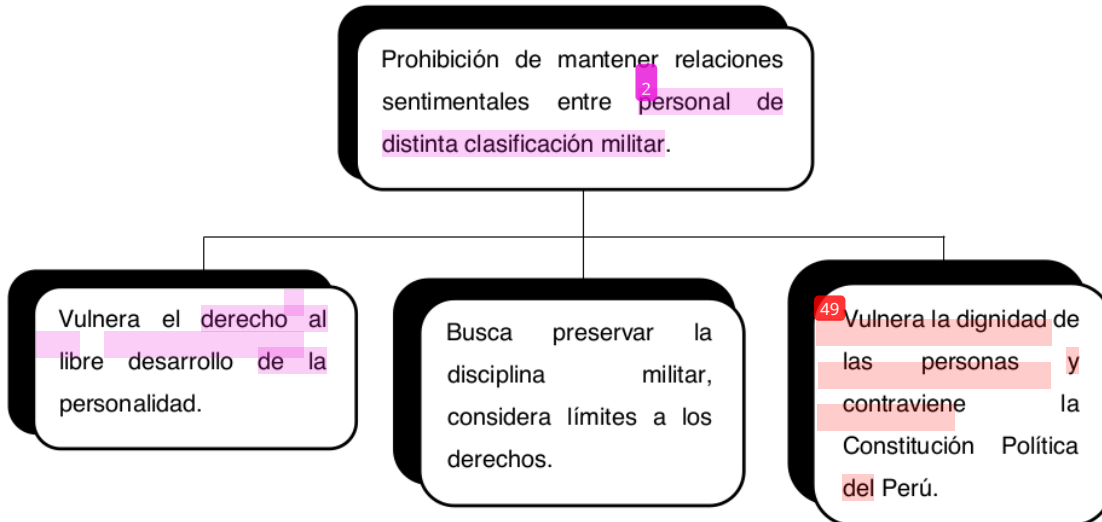 Prohibición de mantener relaciones
sentimentales entre personal de
distinta clasificación militar.
2
Vulnera el derecho al
libre desarrollo de la
personalidad.
Busca preservar la
disciplina militar,
considera límites a los
derechos.
49
Vulnera la dignidad de
las personas y
contraviene la
Constitución Política
del Perú.